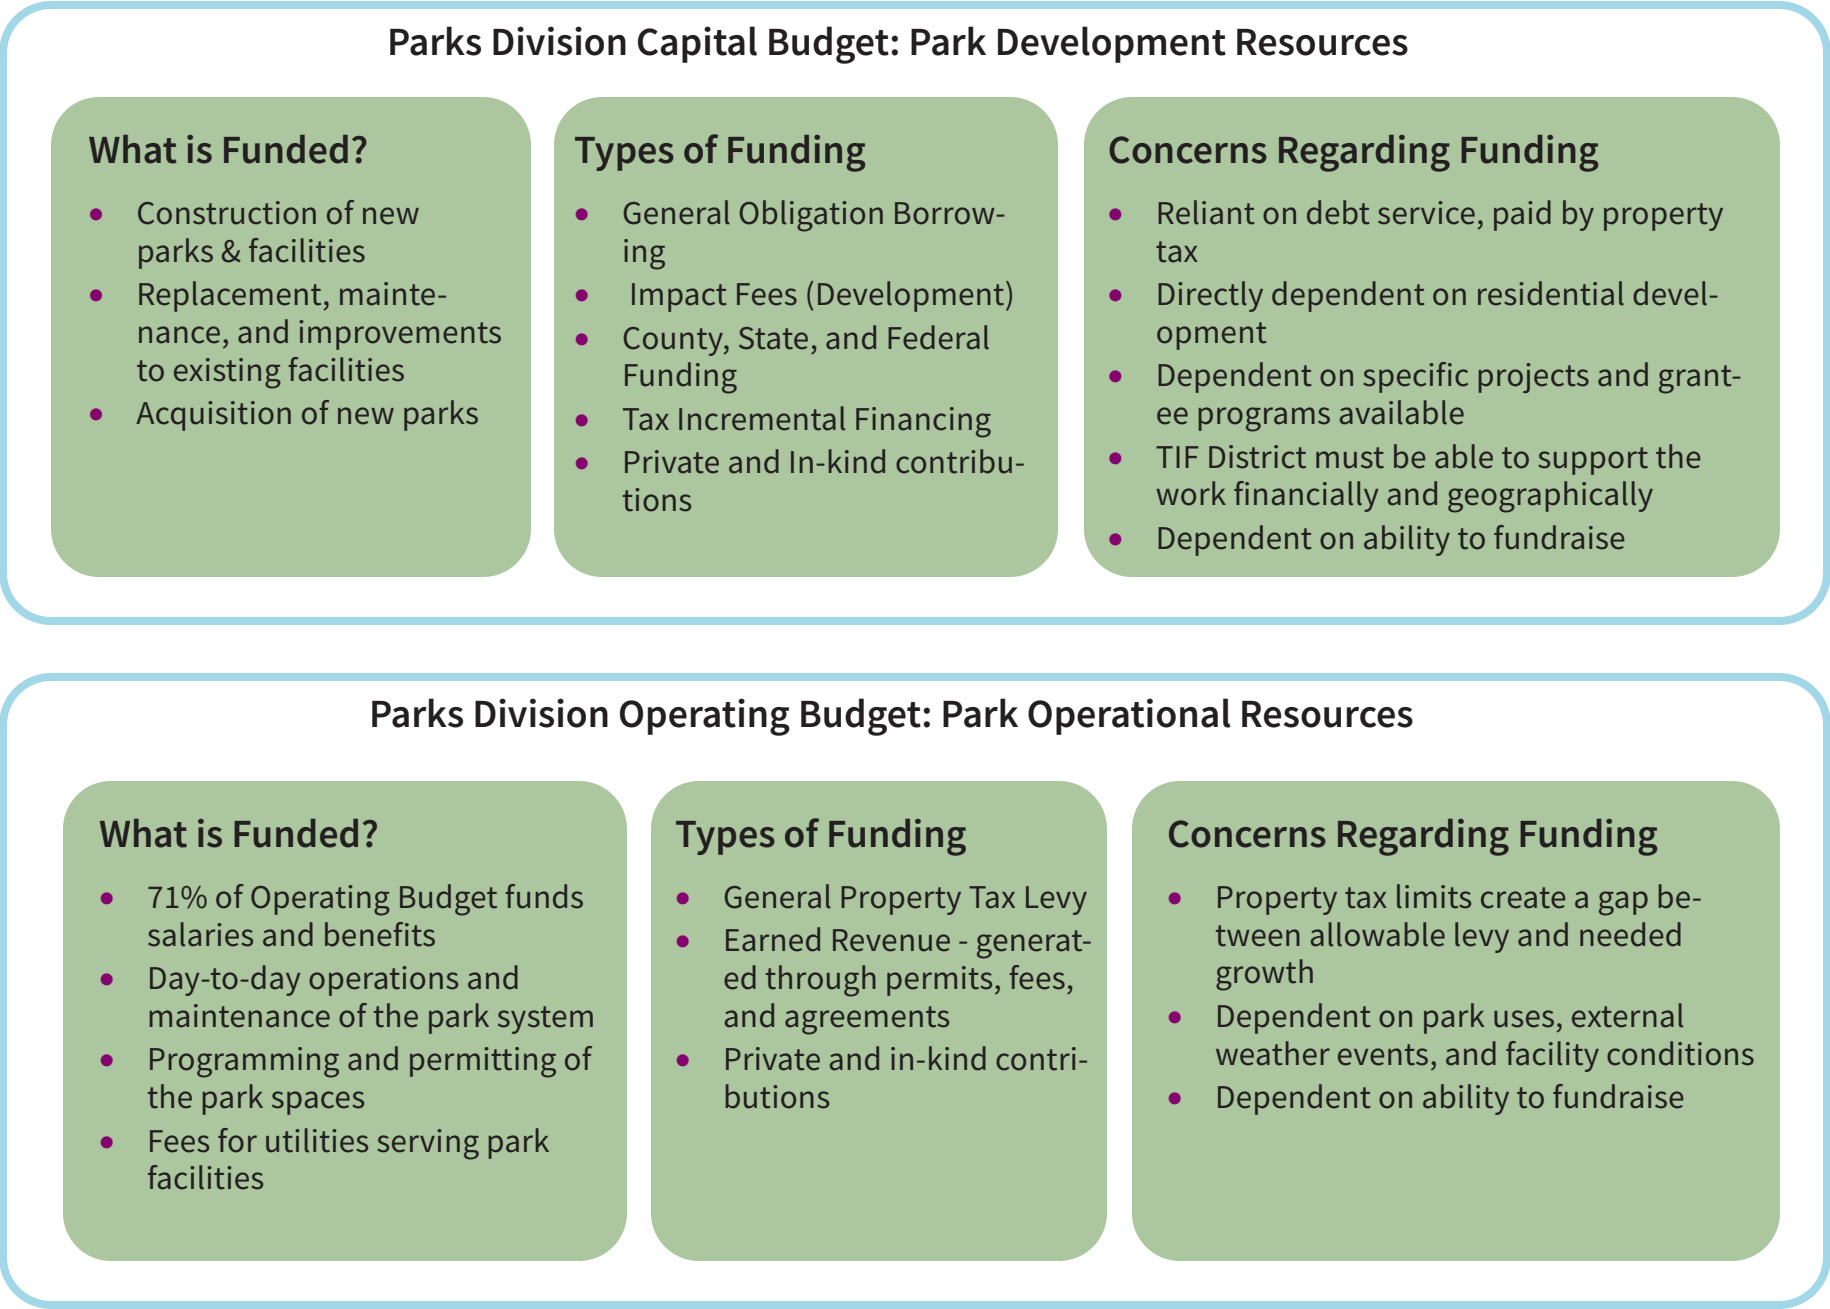 Parks Division Capital Budget: Park Development Resources
What is Funded?
• Construction of new
parks & facilities
• Replacement, mainte-
nance, and improvements
to existing facilities
• Acquisition of new parks
Types of Funding
• General Obligation Borrow-
ing
• Impact Fees (Development)
• County, State, and Federal
Funding
• Tax Incremental Financing
• Private and In-kind contribu-
tions
Concerns Regarding Funding
• Reliant on debt service, paid by property
tax
• Directly dependent on residential devel-
opment
• Dependent on specific projects and grant-
ee programs available
• TIF District must be able to support the
work financially and geographically
• Dependent on ability to fundraise
Parks Division Operating Budget: Park Operational Resources
What is Funded?
• 71% of Operating Budget funds
salaries and benefits
• Day-to-day operations and
maintenance of the park system
• Programming and permitting of
the park spaces
• Fees for utilities serving park
facilities
Types of Funding
• General Property Tax Levy
• Earned Revenue - generat-
ed through permits, fees,
and agreements
• Private and in-kind contri-
butions
Concerns Regarding Funding
• Property tax limits create a gap be-
tween allowable levy and needed
growth
• Dependent on park uses, external
weather events, and facility conditions
• Dependent on ability to fundraise